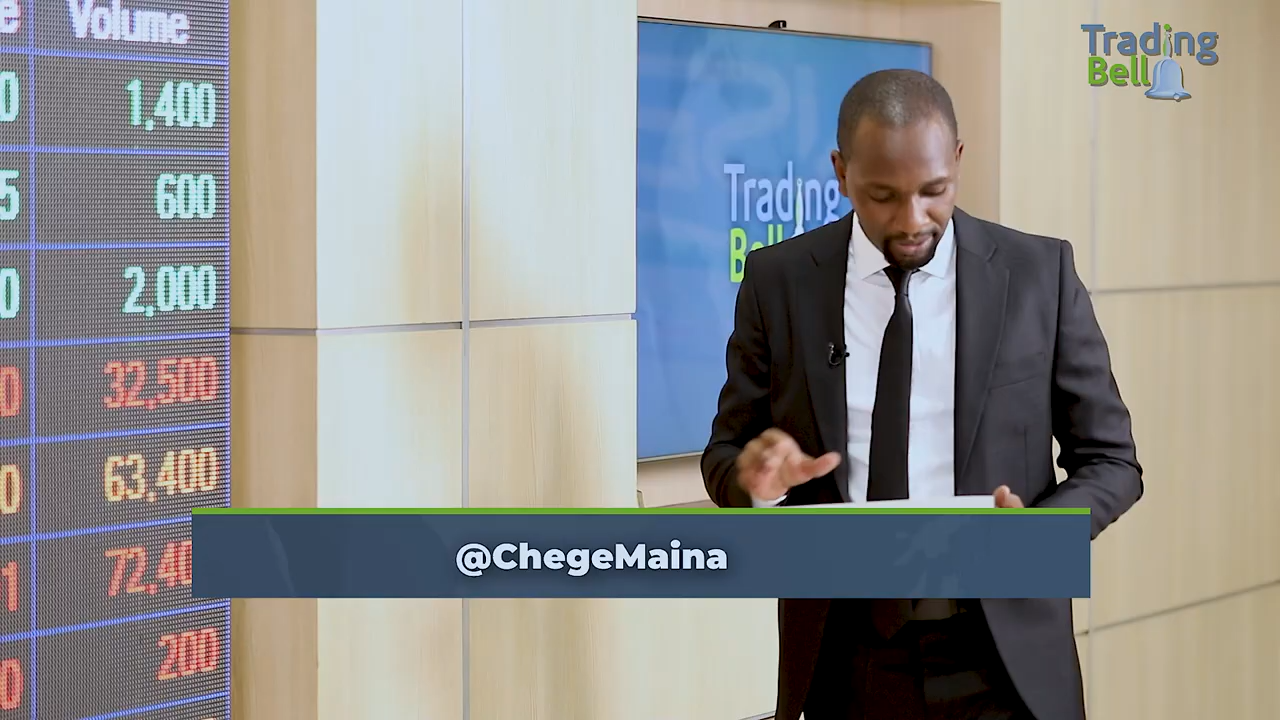 Volume
1,400
600
2,000
32,500
63,400
200
Trading
Bell
Trading
Bell
@ChegeMaina